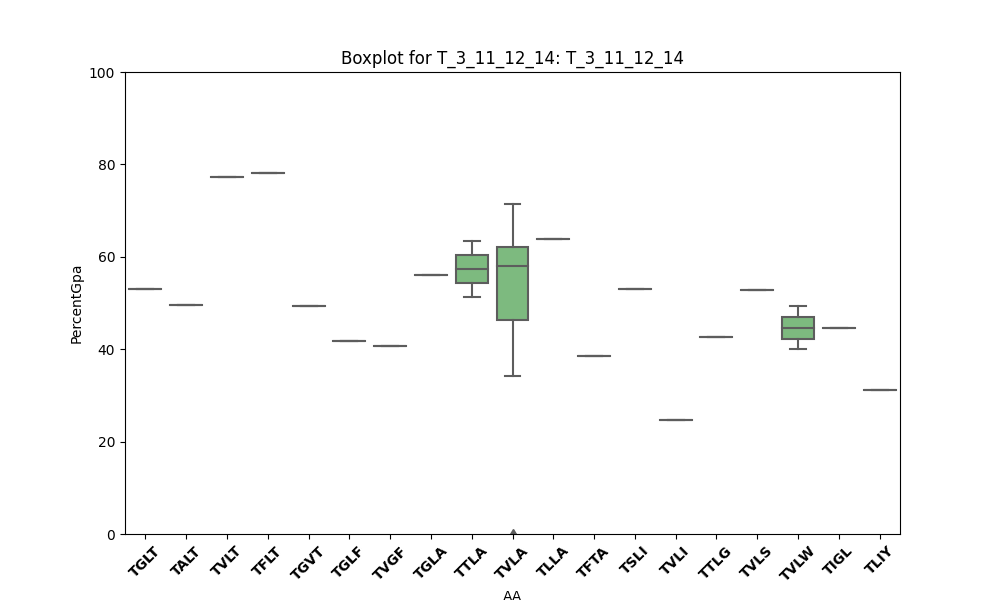 Boxplot for T_3_11_12_14: T_3_11_12_14
PercentGpa
100
80
60
40
20
0
TGLT TALT TVLT TFLT TGVT TGLF TVGF TGLA TTLA TVLA TLLA TFTA TSLI TVLI TTLG TVLS TVLW TIGL TLIY
AA